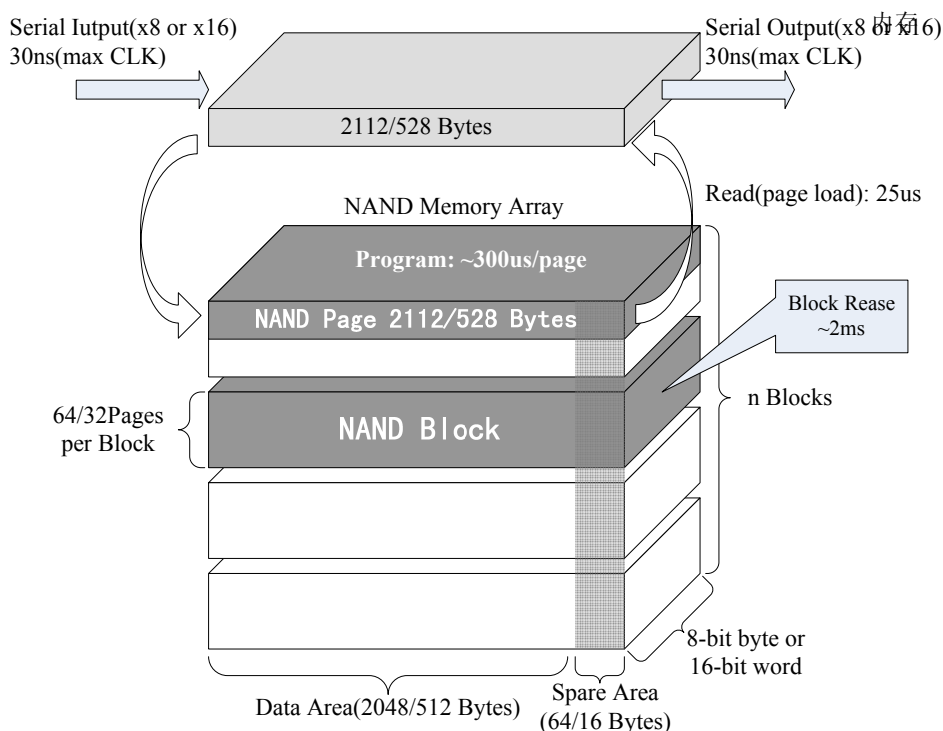 Serial Iutput(x8 or x16)
30ns(max CLK)
Serial Output(x8 or x16)
内存
30ns(max CLK)
2112/528 Bytes
Read(page load): 25us
NAND Memory Array
Program: ~300us/page
NAND Page 2112/528 Bytes
Block Rease
~2ms
64/32Pages
per Block
NAND Block
n Blocks
8-bit byte or
16-bit word
Data Area(2048/512 Bytes)
Spare Area
(64/16 Bytes)